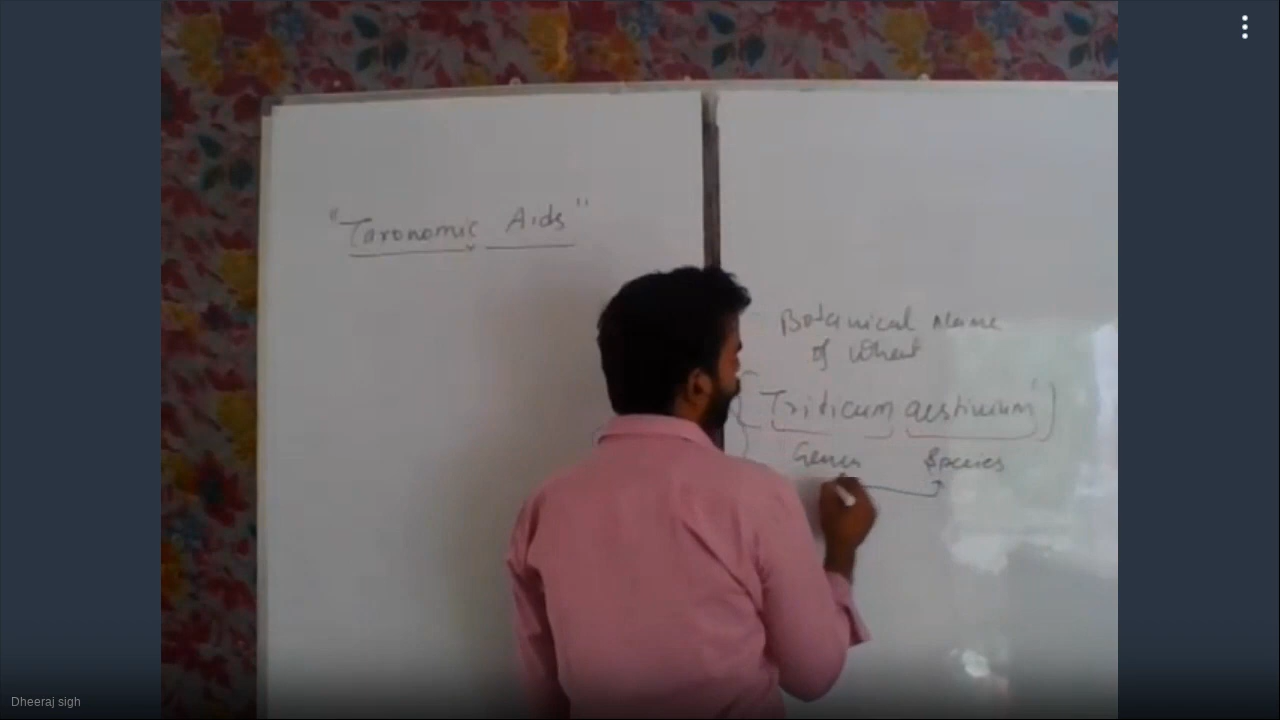 "Taxonomic Aids"
Botanical Name
of Wheat
Triticum aestivum
Genus
Species
Dheeraj sigh